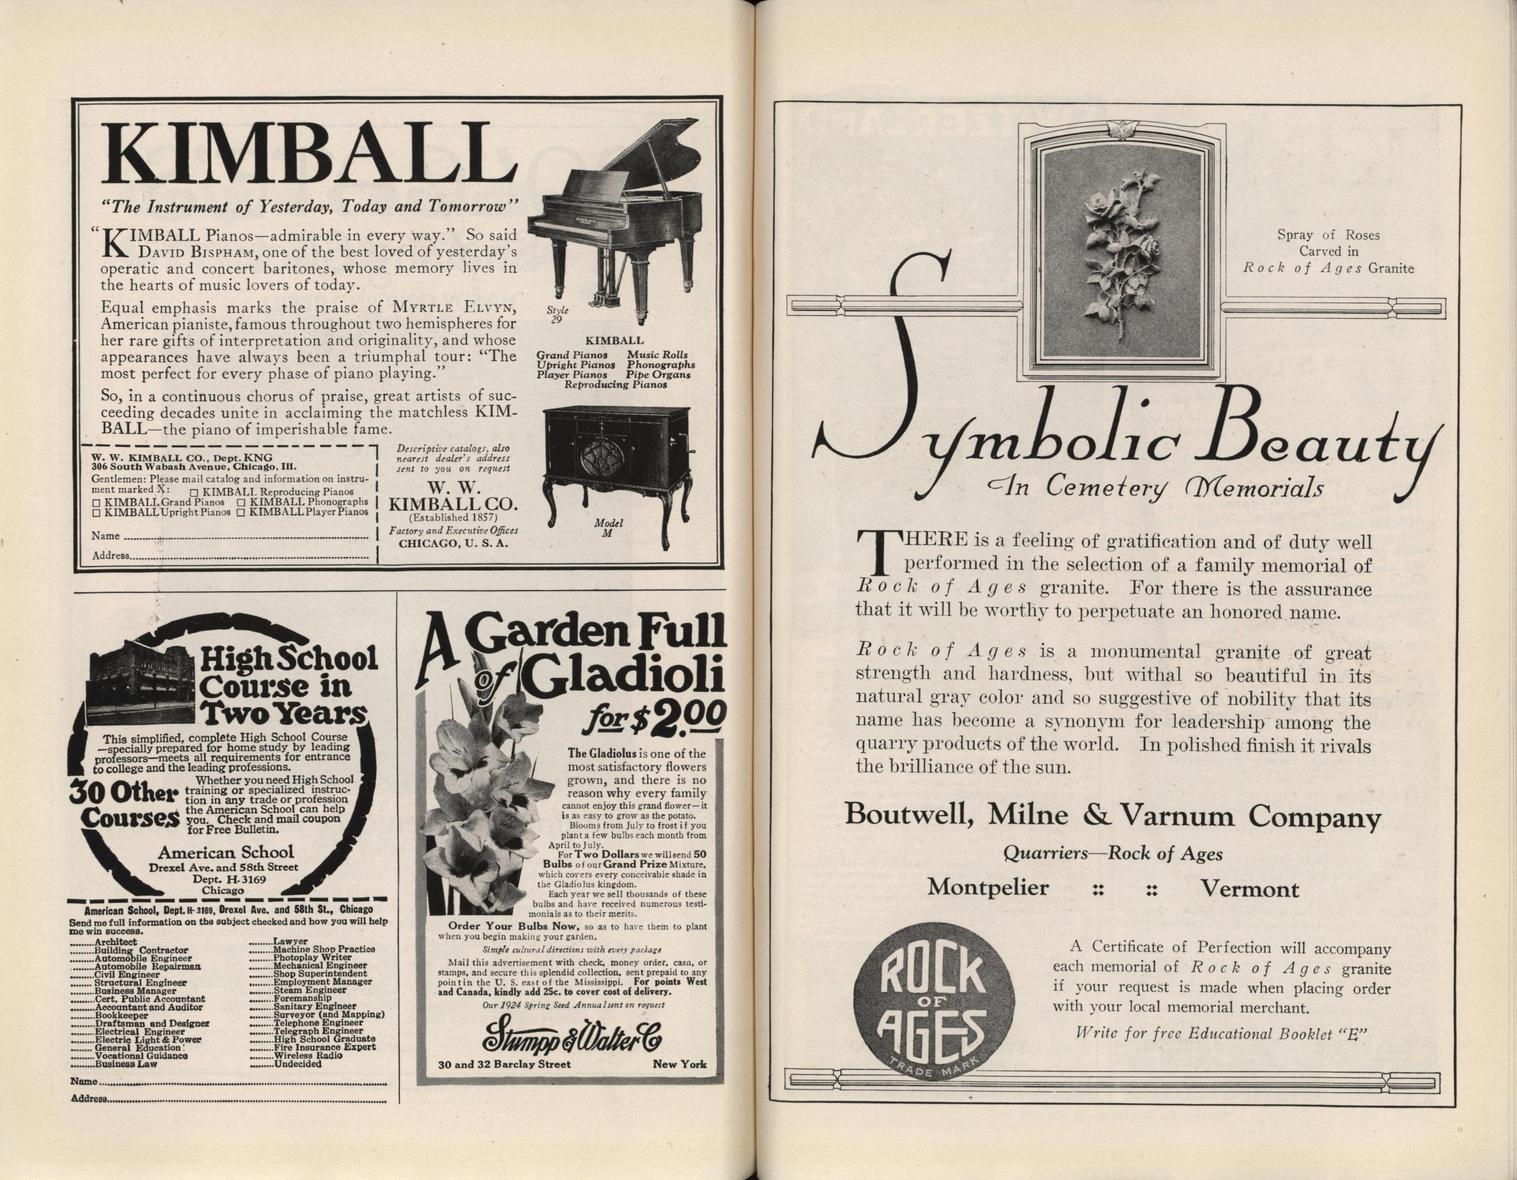 KIMBALL
"The Instrument of Yesterday, Today and Tomorrow"
"KIMBALL Pianos—admirable in every way." So said
DAVID BISPHAM, one of the best loved of yesterday's
operatic and concert baritones, whose memory lives in
the hearts of music lovers of today.
Equal emphasis marks the praise of MYRTLE ELVYN,
American pianiste, famous throughout two hemispheres for
her rare gifts of interpretation and originality, and whose
appearances have always been a triumphal tour: "The
most perfect for every phase of piano playing."
So, in a continuous chorus of praise, great artists of suc-
ceeding decades unite in acclaiming the matchless KIM-
BALL—the piano of imperishable fame.
Style
29
KIMBALL
Grand Pianos Music Rolls
Upright Pianos Phonographs
Player Pianos Pipe Organs
Reproducing Pianos
Model
M
W. W. KIMBALL CO., Dept. KNG
306 South Wabash Avenue, Chicago, Ill.
Gentlemen: Please mail catalog and information on instru-
ment marked X: □ KIMBALL Reproducing Pianos
□ KIMBALL Grand Pianos □ KIMBALL Phonographs
□ KIMBALL Upright Pianos □ KIMBALL Player Pianos
Name
Address
Descriptive catalogs, also
nearest dealer's address
sent to you on request
W. W.
KIMBALL CO.
(Established 1857)
Factory and Executive Offices
CHICAGO, U. S. A.
High School
Course in
Two Years
This simplified, complete High School Course
—specially prepared for home study by leading
professors—meets all requirements for entrance
to college and the leading professions.
30 Other
Courses
Whether you need High School
training or specialized instruc-
tion in any trade or profession
the American School can help
you. Check and mail coupon
for Free Bulletin.
American School
Drexel Ave. and 58th Street
Dept. H-3169
Chicago
American School, Dept. H-3169, Drexel Ave. and 58th St., Chicago
Send me full information on the subject checked and how you will help
me win success.
Architect
Building Contractor
Automobile Engineer
Automobile Repairman
Civil Engineer
Structural Engineer
Business Manager
Cert. Public Accountant
Accountant and Auditor
Bookkeeper
Draftsman and Designer
Electrical Engineer
Electric Light & Power
General Education
Vocational Guidance
Business Law
Lawyer
Machine Shop Practice
Photoplay Writer
Mechanical Engineer
Shop Superintendent
Employment Manager
Steam Engineer
Foremanship
Sanitary Engineer
Surveyor (and Mapping)
Telephone Engineer
Telegraph Engineer
High School Graduate
Fire Insurance Expert
Wireless Radio
Undecided
Name
Address
A Garden Full
of Gladioli
for $2.00
The Gladiolus is one of the
most satisfactory flowers
grown, and there is no
reason why every family
cannot enjoy this grand flower—it
is as easy to grow as the potato.
Blooms from July to frost if you
plant a few bulbs each month from
April to July.
For Two Dollars we will send 50
Bulbs of our Grand Prize Mixture,
which covers every conceivable shade in
the Gladiolus kingdom.
Each year we sell thousands of these
bulbs and have received numerous testi-
monials as to their merits.
Order Your Bulbs Now, so as to have them to plant
when you begin making your garden.
Simple cultural directions with every package
Mail this advertisement with check, money order, cash, or
stamps, and secure this splendid collection, sent prepaid to any
point in the U. S. east of the Mississippi. For points West
and Canada, kindly add 25c. to cover cost of delivery.
Our 1924 Spring Seed Annual sent on request
Stumpp & Walter Co
30 and 32 Barclay Street New York
Spray of Roses
Carved in
Rock of Ages Granite
Symbolic Beauty
In Cemetery Memorials
THERE is a feeling of gratification and of duty well
performed in the selection of a family memorial of
Rock of Ages granite. For there is the assurance
that it will be worthy to perpetuate an honored name.
Rock of Ages is a monumental granite of great
strength and hardness, but withal so beautiful in its
natural gray color and so suggestive of nobility that its
name has become a synonym for leadership among the
quarry products of the world. In polished finish it rivals
the brilliance of the sun.
Boutwell, Milne & Varnum Company
Quarriers—Rock of Ages
Montpelier :: :: Vermont
ROCK
OF
AGES
TRADE MARK
A Certificate of Perfection will accompany
each memorial of Rock of Ages granite
if your request is made when placing order
with your local memorial merchant.
Write for free Educational Booklet "E"